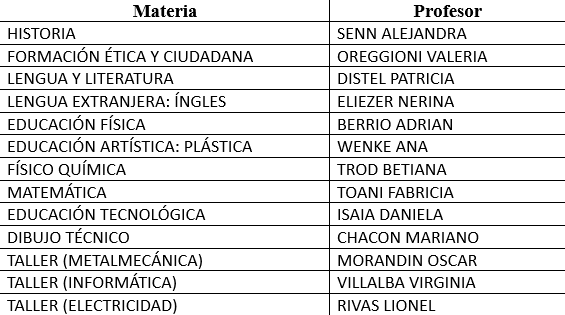 Materia Profesor
HISTORIA SENN ALEJANDRA
FORMACIÓN ÉTICA Y CIUDADANA OREGGIONI VALERIA
LENGUA Y LITERATURA DISTEL PATRICIA
LENGUA EXTRANJERA: ÍNGLES ELIEZER NERINA
EDUCACIÓN FÍSICA BERRIO ADRIAN
EDUCACIÓN ARTÍSTICA: PLÁSTICA WENKE ANA
FÍSICO QUÍMICA TROD BETIANA
MATEMÁTICA TOANI FABRICIA
EDUCACIÓN TECNOLÓGICA ISAIA DANIELA
DIBUJO TÉCNICO CHACON MARIANO
TALLER (METALMECÁNICA) MORANDIN OSCAR
TALLER (INFORMÁTICA) VILLALBA VIRGINIA
TALLER (ELECTRICIDAD) RIVAS LIONEL